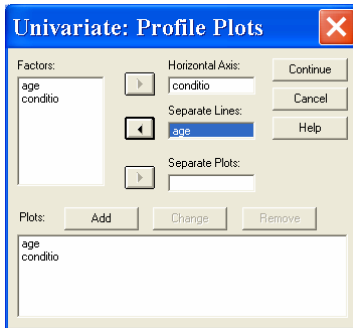 Univariate: Profile Plots
Factors:
age
conditio
Horizontal Axis:
conditio
Separate Lines:
age
Separate Plots:
Continue
Cancel
Help
Plots:
Add
Change
Remove
age
conditio